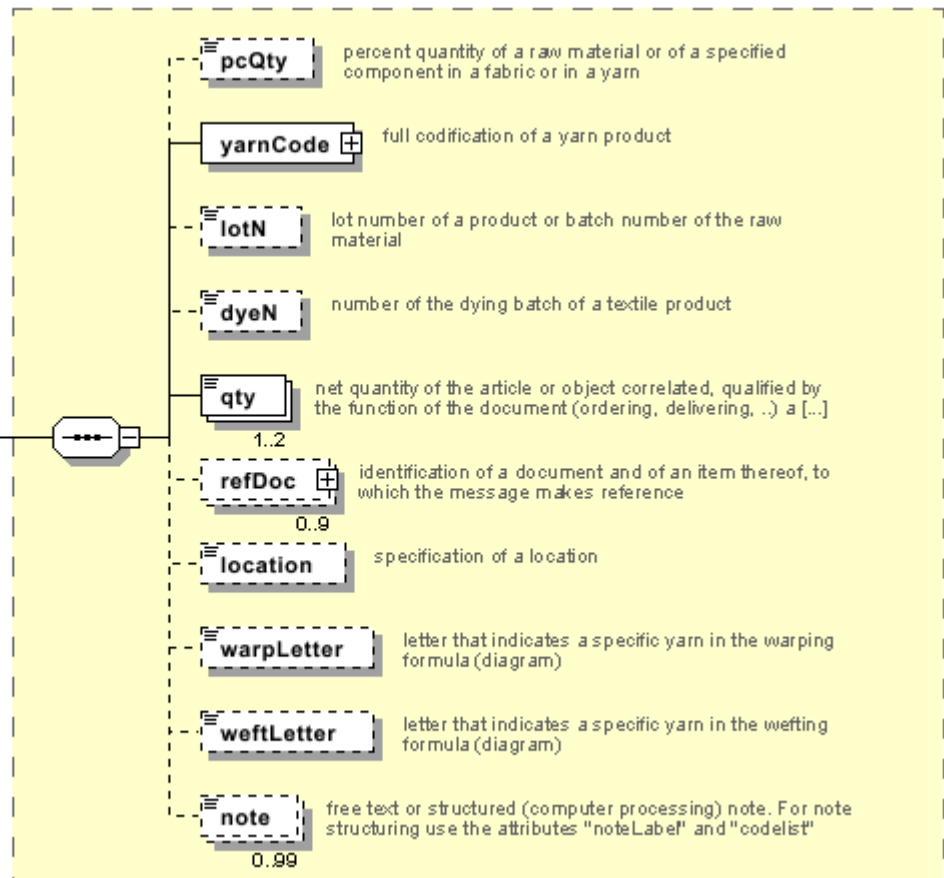 pcQty
percent quantity of a raw material or of a specified
component in a fabric or in a yarn
yarnCode
full codification of a yarn product
lotN
lot number of a product or batch number of the raw
material
dyeN
number of the dying batch of a textile product
qty
net quantity of the article or object correlated, qualified by
the function of the document (ordering, delivering, ..) a [...]
1..2
refDoc
identification of a document and of an item thereof, to
which the message makes reference
0..9
location
specification of a location
warpLetter
letter that indicates a specific yarn in the warping
formula (diagram)
weftLetter
letter that indicates a specific yarn in the wefting
formula (diagram)
note
free text or structured (computer processing) note. For note
structuring use the attributes "noteLabel" and "codelist"
0..99